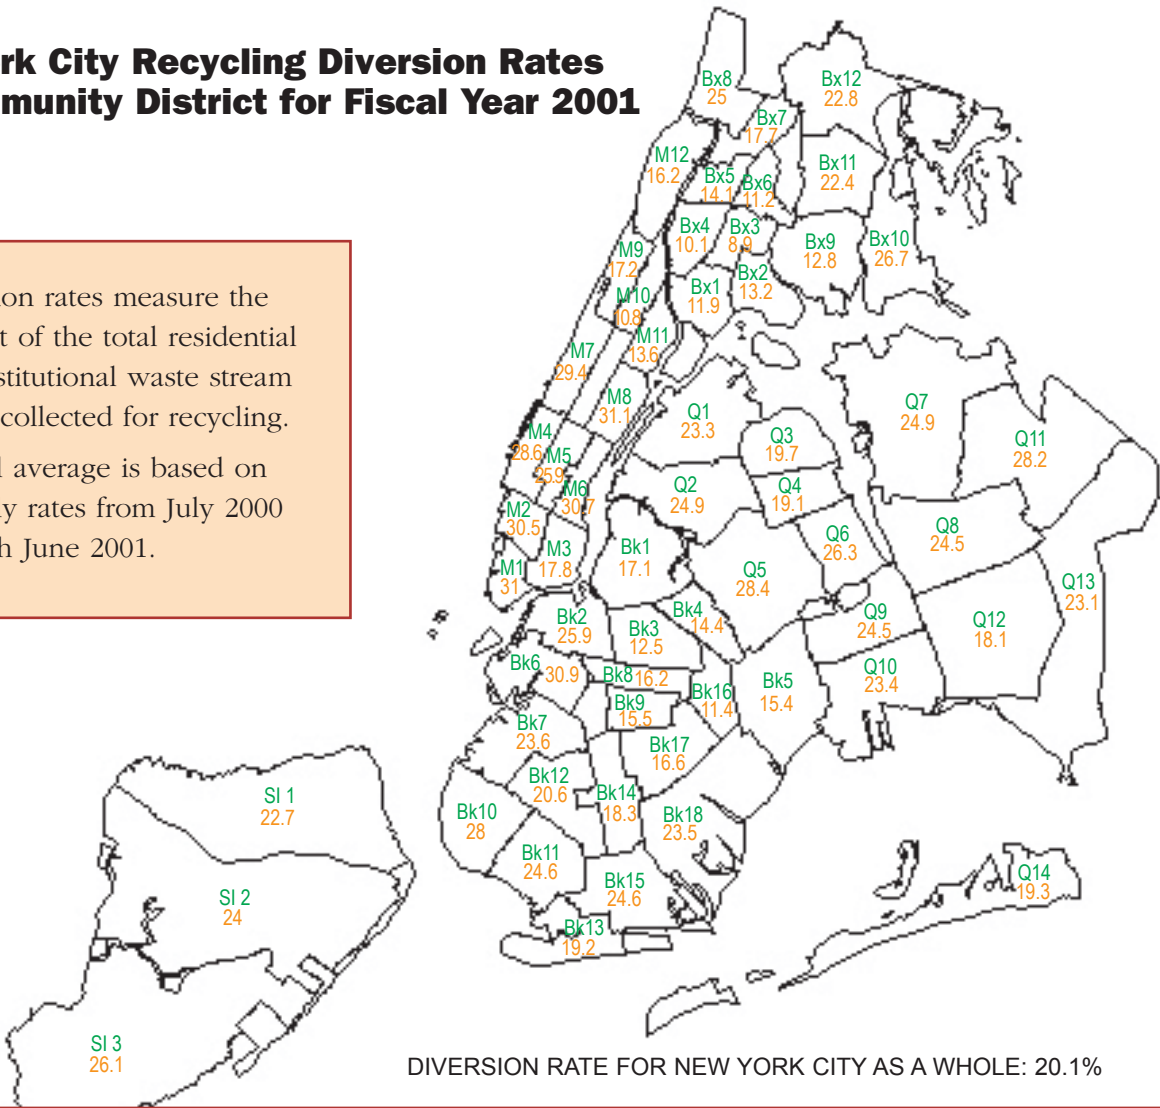 rk City Recycling Diversion Rates
mmunity District for Fiscal Year 2001
ion rates measure the
t of the total residential
stitutional waste stream
collected for recycling.
l average is based on
ly rates from July 2000
h June 2001.
Bx8
25
Bx12
22.8
Bx7
17.7
M12
16.2
Bx5
14.1
Bx6
11.2
Bx11
22.4
Bx4
10.1
Bx3
8.9
Bx9
12.8
Bx10
26.7
M9
17.2
Bx2
13.2
Bx1
11.9
M10
10.8
M11
13.6
M7
29.4
M8
31.1
Q1
23.3
Q7
24.9
Q3
19.7
Q11
28.2
M4
28.6
M5
25.9
M6
30.7
Q2
24.9
Q4
19.1
M2
30.5
Q6
26.3
Q8
24.5
M3
17.8
Bk1
17.1
M1
31
Q5
28.4
Q13
23.1
Bk2
25.9
Bk4
14.4
Bk3
12.5
Q9
24.5
Q12
18.1
Bk6 30.9
Bk8 16.2
Q10
23.4
Bk16
11.4
Bk5
15.4
Bk9
15.5
Bk7
23.6
Bk17
16.6
Bk12
20.6
Bk14
18.3
SI 1
22.7
Bk10
28
Bk18
23.5
Bk11
24.6
Bk15
24.6
Q14
19.3
SI 2
24
Bk13
19.2
SI 3
26.1
DIVERSION RATE FOR NEW YORK CITY AS A WHOLE: 20.1%